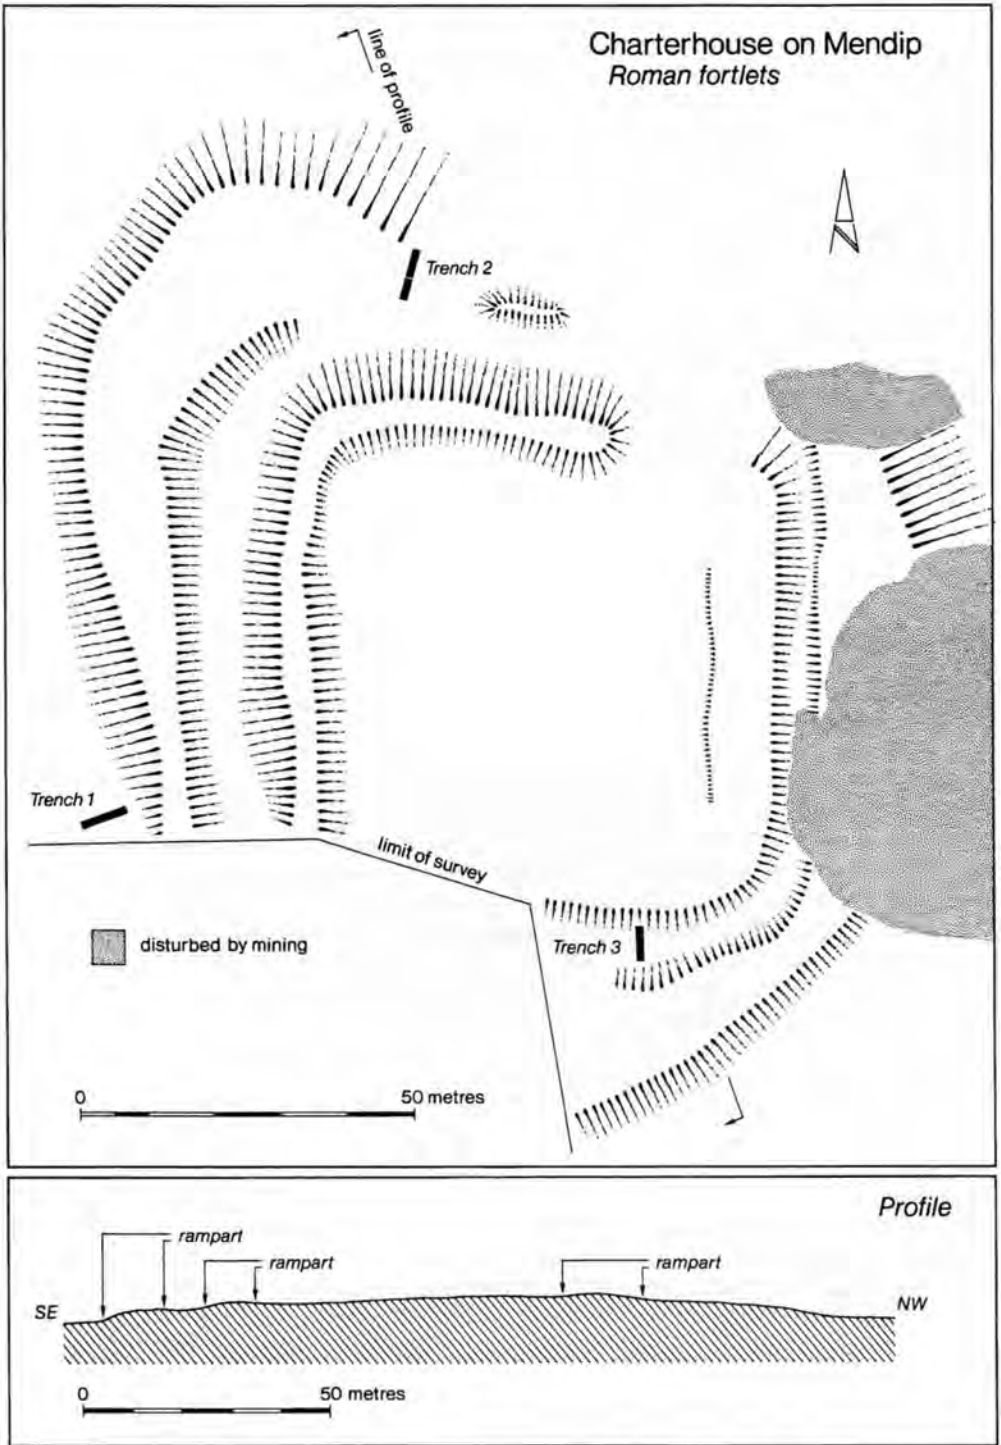 Charterhouse on Mendip
Roman fortlets
line of profile
N
Trench 2
Trench 1
limit of survey
Trench 3
disturbed by mining
0 50 metres
Profile
rampart
rampart
rampart
SE
NW
0 50 metres